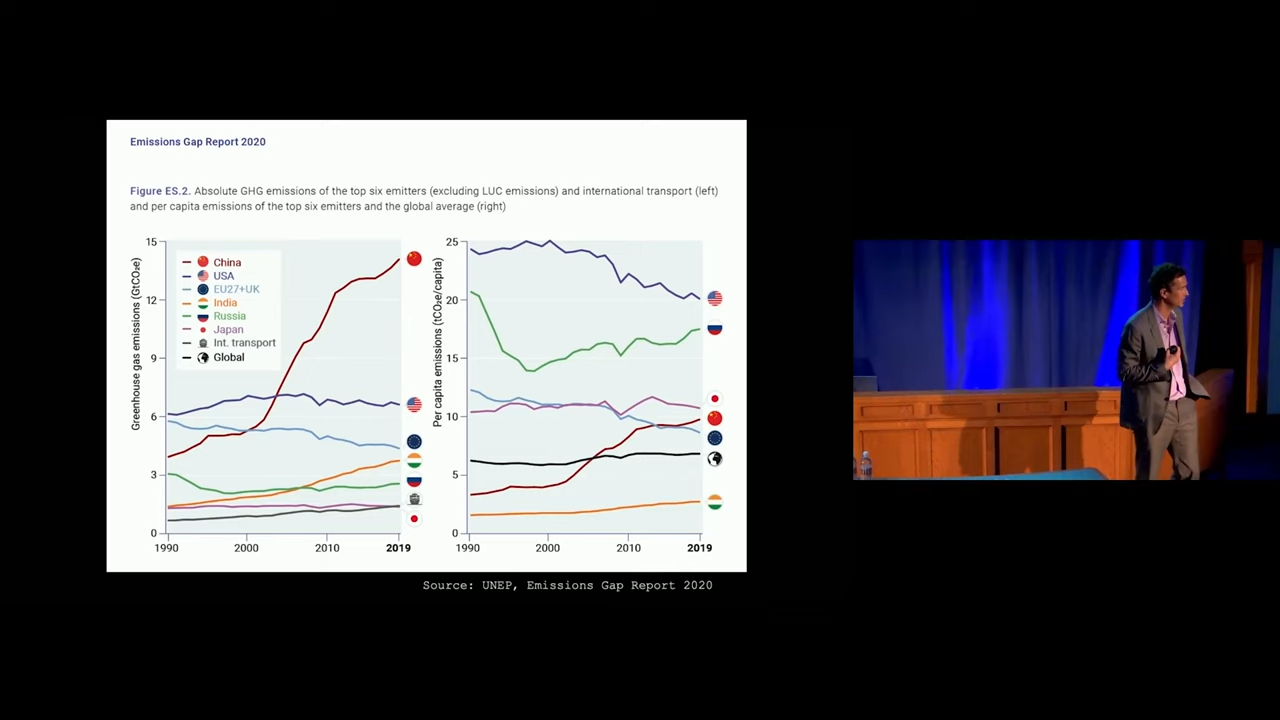 Emissions Gap Report 2020
Figure ES.2. Absolute GHG emissions of the top six emitters (excluding LUC emissions) and international transport (left)
and per capita emissions of the top six emitters and the global average (right)
Greenhouse gas emissions (GtCO₂e)
15
12
9
6
3
0
China
USA
EU27+UK
India
Russia
Japan
Int. transport
Global
1990
2000
2010
2019
Per capita emissions (tCO₂e/capita)
25
20
15
10
5
0
1990
2000
2010
2019
Source: UNEP, Emissions Gap Report 2020